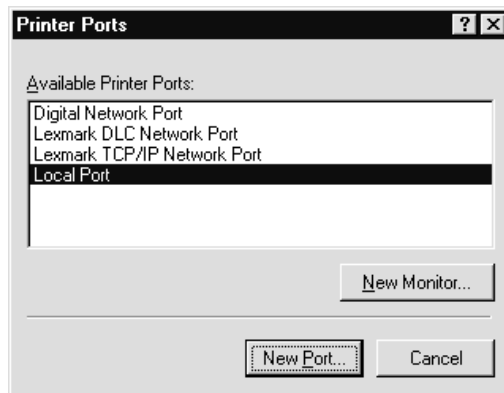 Printer Ports
? X
Available Printer Ports:
Digital Network Port
Lexmark DLC Network Port
Lexmark TCP/IP Network Port
Local Port
New Monitor...
New Port...
Cancel